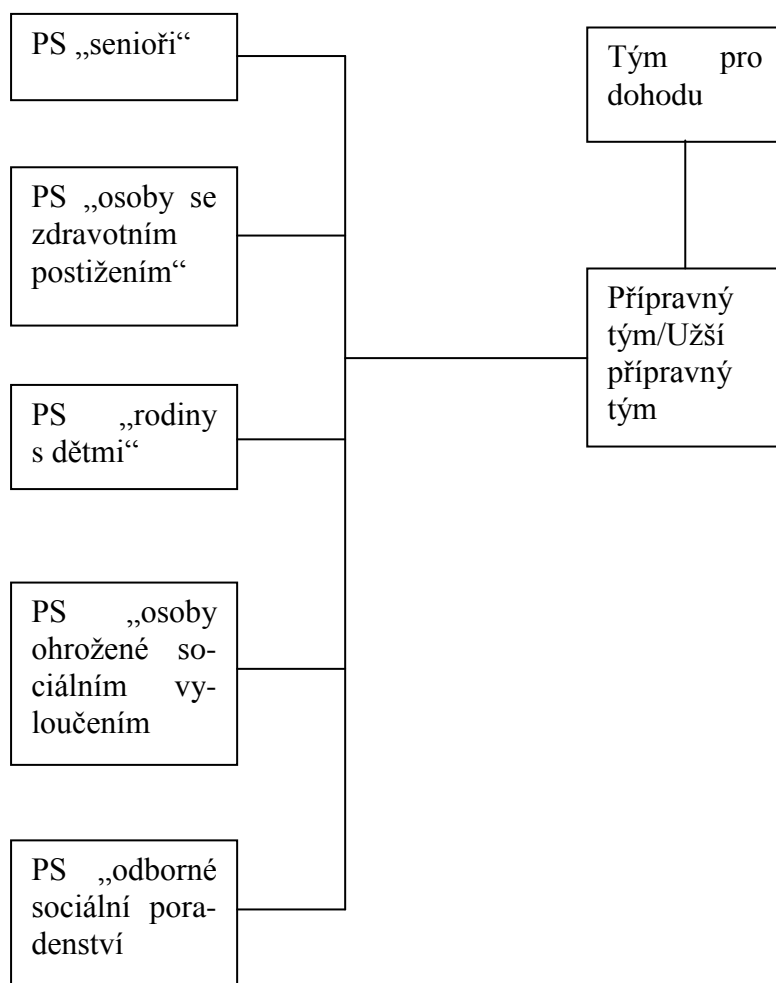 PS „senioři“
PS „osoby se
zdravotním
postižením“
PS „rodiny
s dětmi“
PS „osoby
ohrožené so-
ciálním vy-
loučením
PS „odborné
sociální pora-
denství
Tým pro
dohodu
Přípravný
tým/Užší
přípravný
tým